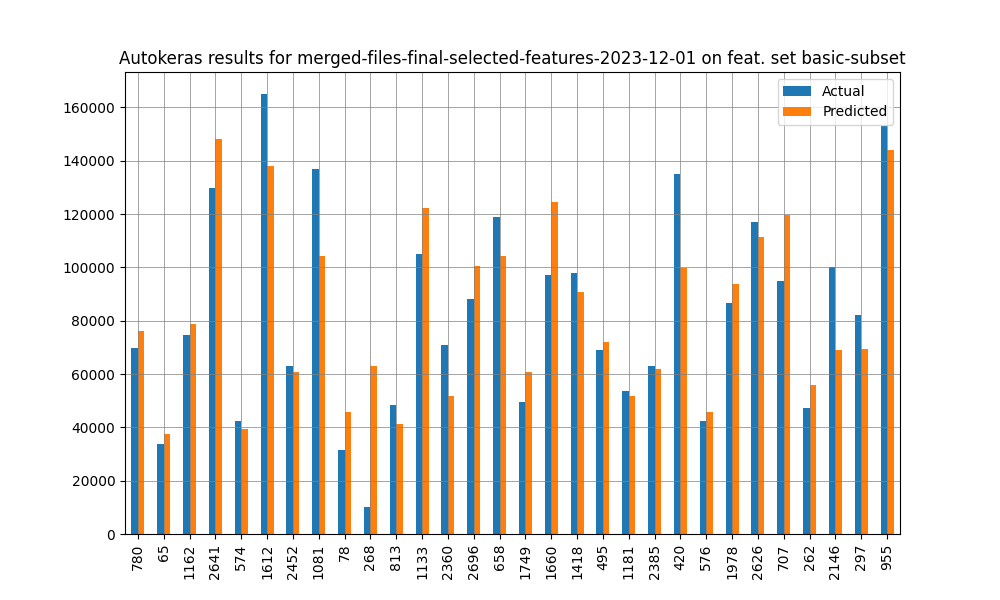 Autokeras results for merged-files-final-selected-features-2023-12-01 on feat. set basic-subset
Actual
Predicted
160000
140000
120000
100000
80000
60000
40000
20000
0
780 65 1162 2641 574 1612 2452 1081 78 268 813 1133 2360 2696 658 1749 1660 1418 495 1181 2385 420 576 1978 2626 707 262 2146 297 955